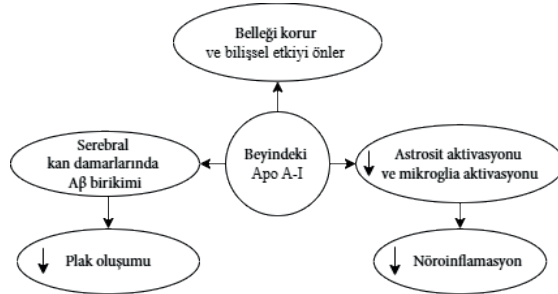 Belleği korur
ve bilişsel etkiyi önler
Serebral
kan damarlarında
Aβ birikimi
Beyindeki
Apo A-I
Astrosit aktivasyonu
ve mikroglia aktivasyonu
Plak oluşumu
Nöroinflamasyon